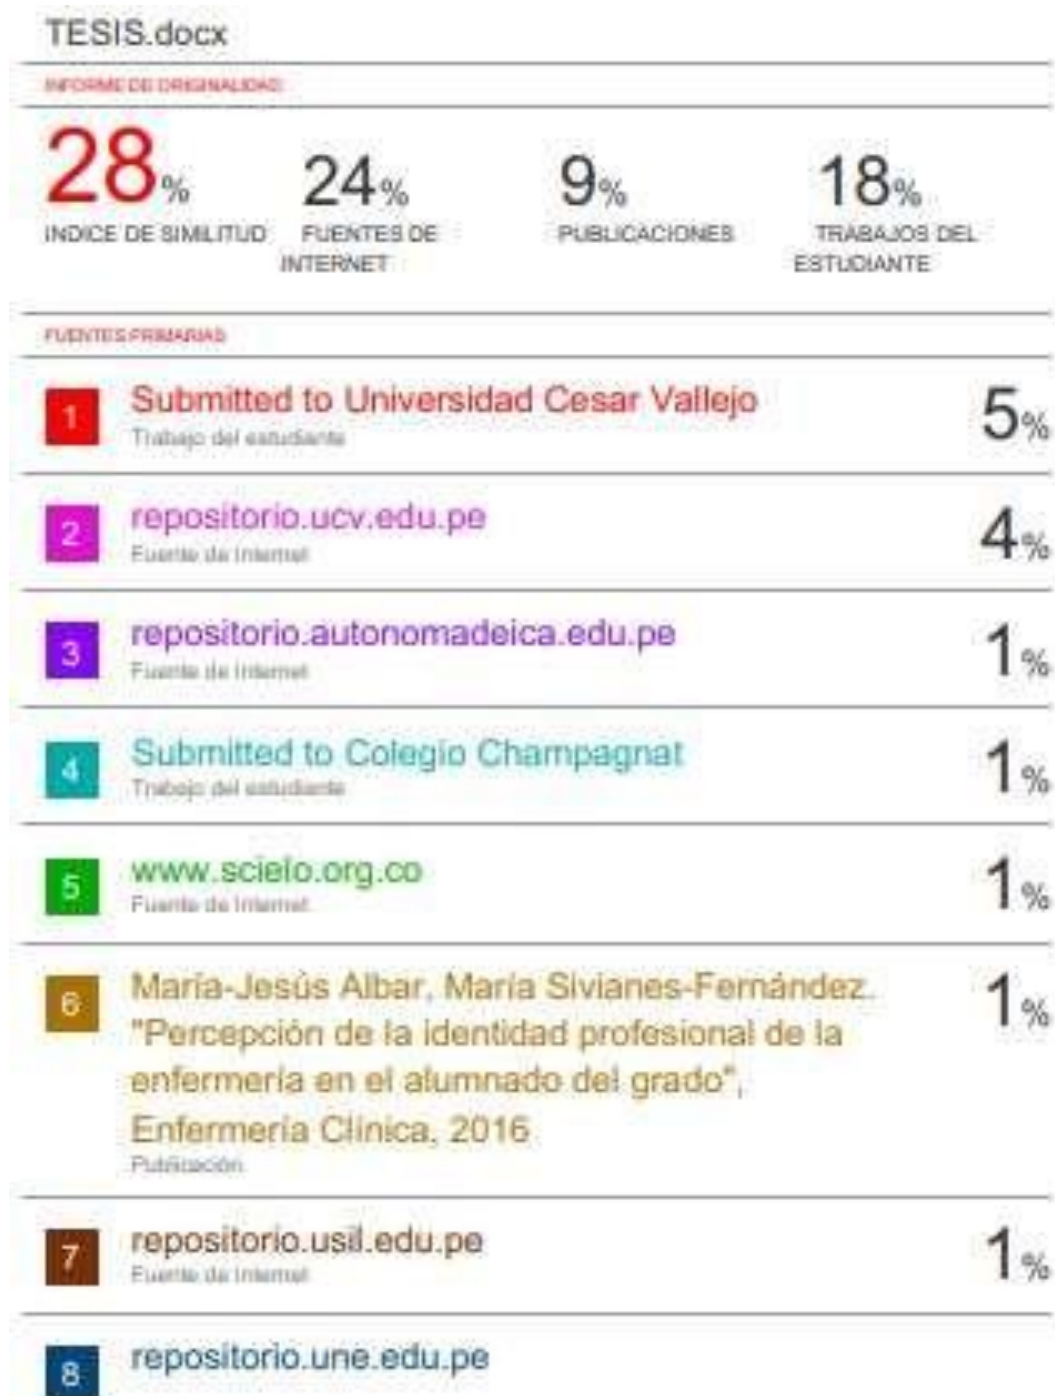 TESIS.docx
INFORME DE ORIGINALIDAD
28% 24% 9% 18%
INDICE DE SIMILITUD FUENTES DE PUBLICACIONES TRABAJOS DEL
INTERNET ESTUDIANTE
FUENTES PRIMARIAS
1 Submitted to Universidad Cesar Vallejo 5%
Trabajo del estudiante
2 repositorio.ucv.edu.pe 4%
Fuente de Internet
3 repositorio.autonomadeica.edu.pe 1%
Fuente de Internet
4 Submitted to Colegio Champagnat 1%
Trabajo del estudiante
5 www.scielo.org.co 1%
Fuente de Internet
6 María-Jesús Albar, María Sivianes-Fernández. 1%
"Percepción de la identidad profesional de la
enfermería en el alumnado del grado",
Enfermería Clínica, 2016
Publicación
7 repositorio.usil.edu.pe 1%
Fuente de Internet
8 repositorio.une.edu.pe